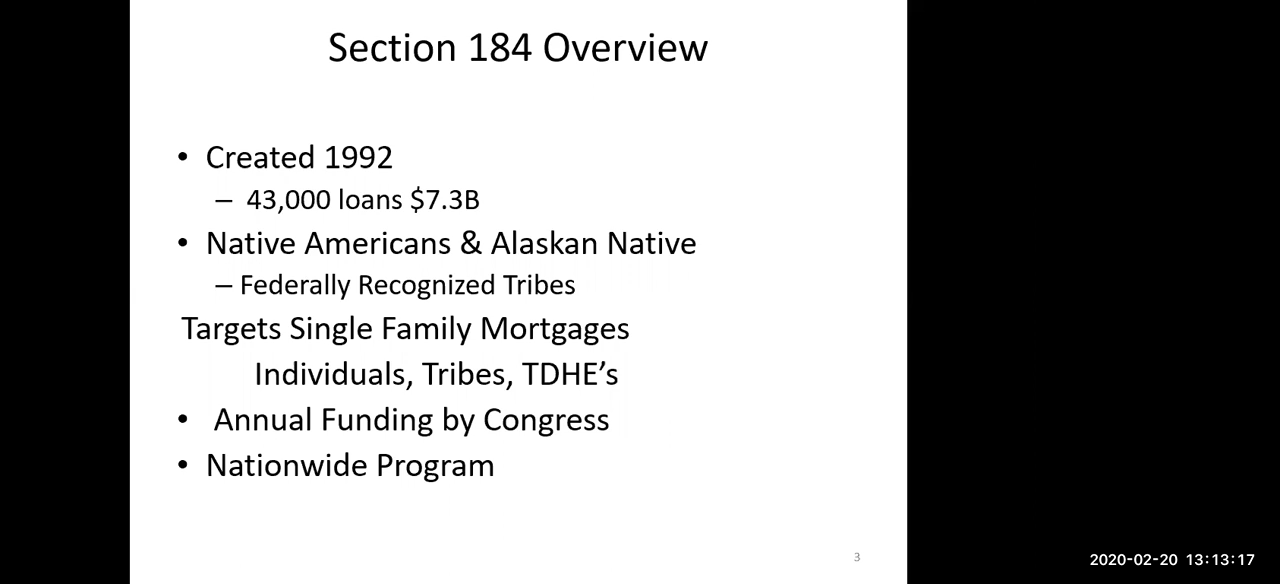 Section 184 Overview
• Created 1992
– 43,000 loans $7.3B
• Native Americans & Alaskan Native
– Federally Recognized Tribes
Targets Single Family Mortgages
Individuals, Tribes, TDHE’s
• Annual Funding by Congress
• Nationwide Program
3
2020-02-20 13:13:17